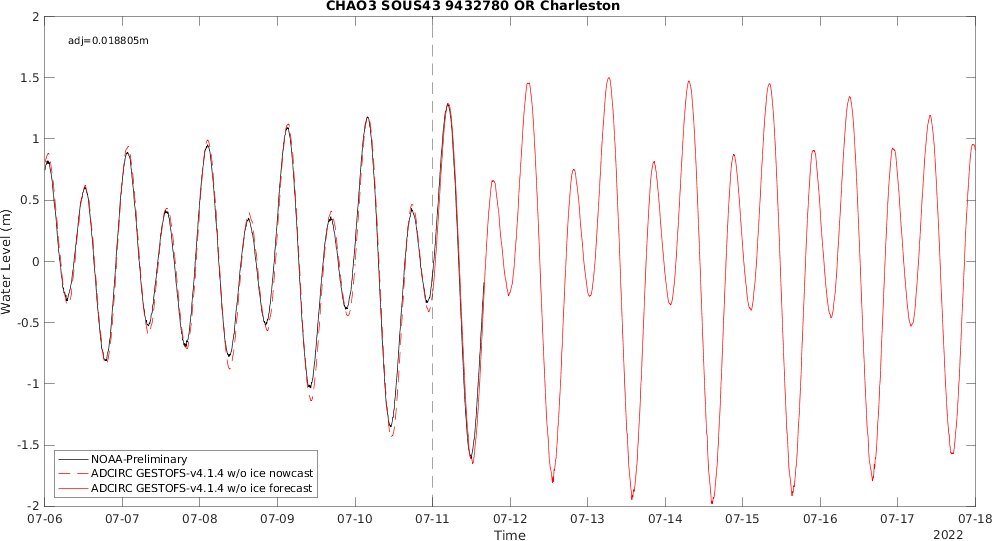 CHAO3 SOUS43 9432780 OR Charleston
adj=0.018805m
2
1.5
1
0.5
0
-0.5
-1
-1.5
-2
Water Level (m)
NOAA-Preliminary
ADCIRC GESTOFS-v4.1.4 w/o ice nowcast
ADCIRC GESTOFS-v4.1.4 w/o ice forecast
07-06 07-07 07-08 07-09 07-10 07-11 07-12 07-13 07-14 07-15 07-16 07-17 07-18
Time
2022